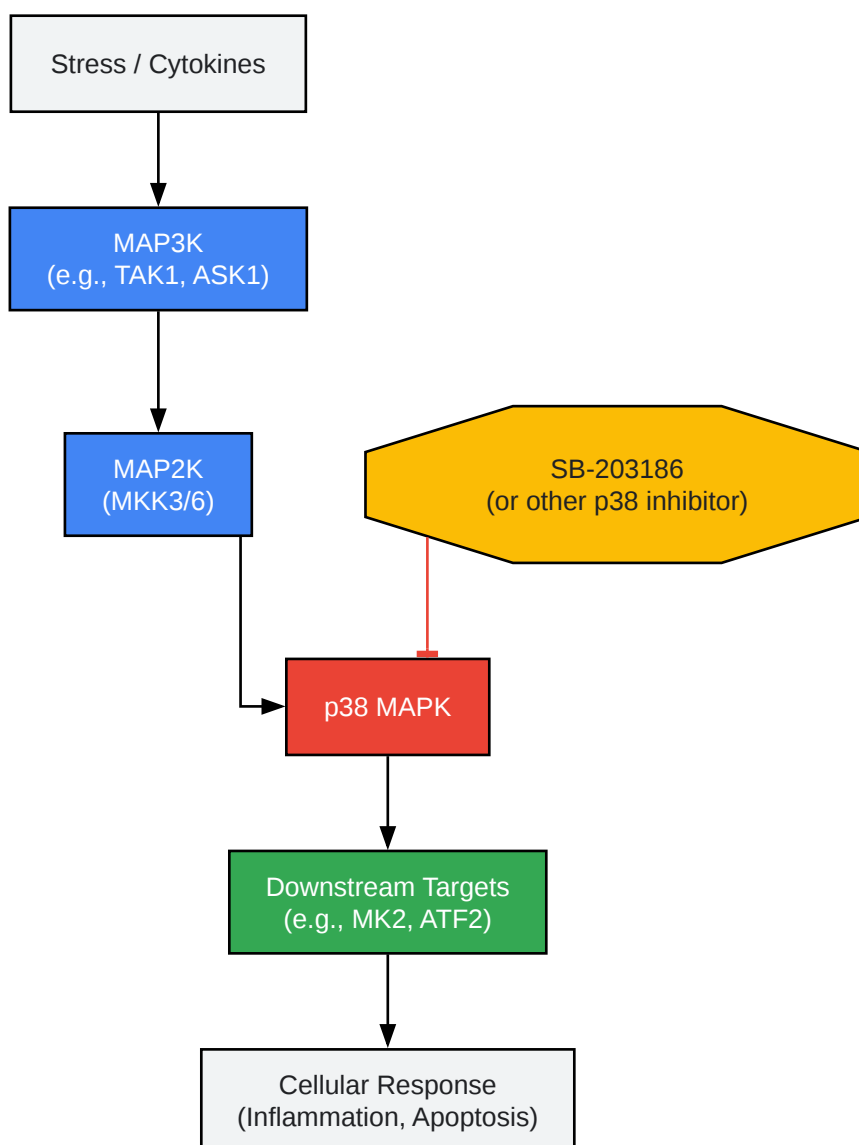 Stress / Cytokines
MAP3K
(e.g., TAK1, ASK1)
MAP2K
(MKK3/6)
SB-203186
(or other p38 inhibitor)
p38 MAPK
Downstream Targets
(e.g., MK2, ATF2)
Cellular Response
(Inflammation, Apoptosis)